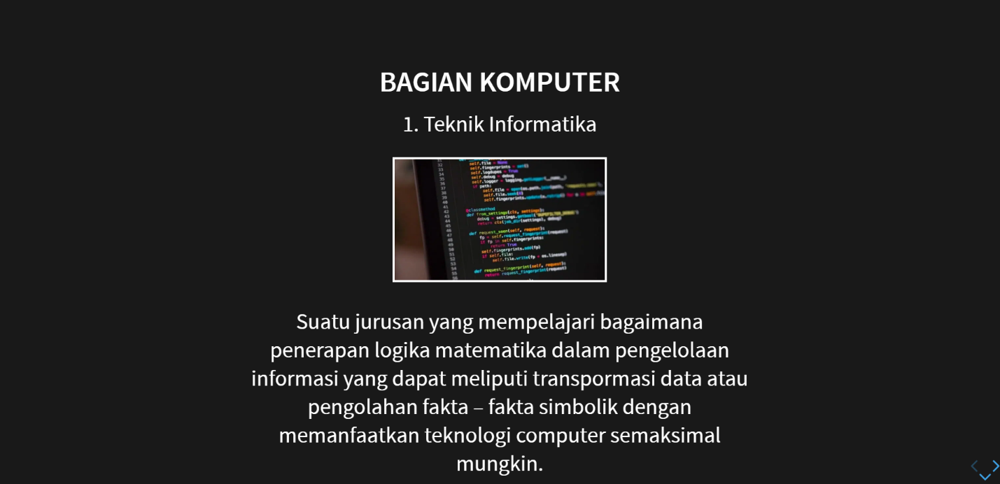 BAGIAN KOMPUTER
1. Teknik Informatika
self.file = None
self.fingerprints = set()
self.logdupes = True
self.debug = debug
self.logger = logging.getLogger(__name__)
if path:
self.file = open(os.path.join(path, 'requests.seen')
self.file.seek(0)
self.fingerprints.update(
@classmethod
def from_settings(cls, settings):
debug = settings.getbool('DUPEFILTER_DEBUG')
return cls(job_dir(settings), debug)
def request_seen(self, request):
fp = self.request_fingerprint(request)
if fp in self.fingerprints:
return True
self.fingerprints.add(fp)
if self.file:
self.file.write(fp + os.linesep)
def request_fingerprint(self, request):
return request_fingerprint(request)
Suatu jurusan yang mempelajari bagaimana
penerapan logika matematika dalam pengelolaan
informasi yang dapat meliputi transpormasi data atau
pengolahan fakta – fakta simbolik dengan
memanfaatkan teknologi computer semaksimal
mungkin.